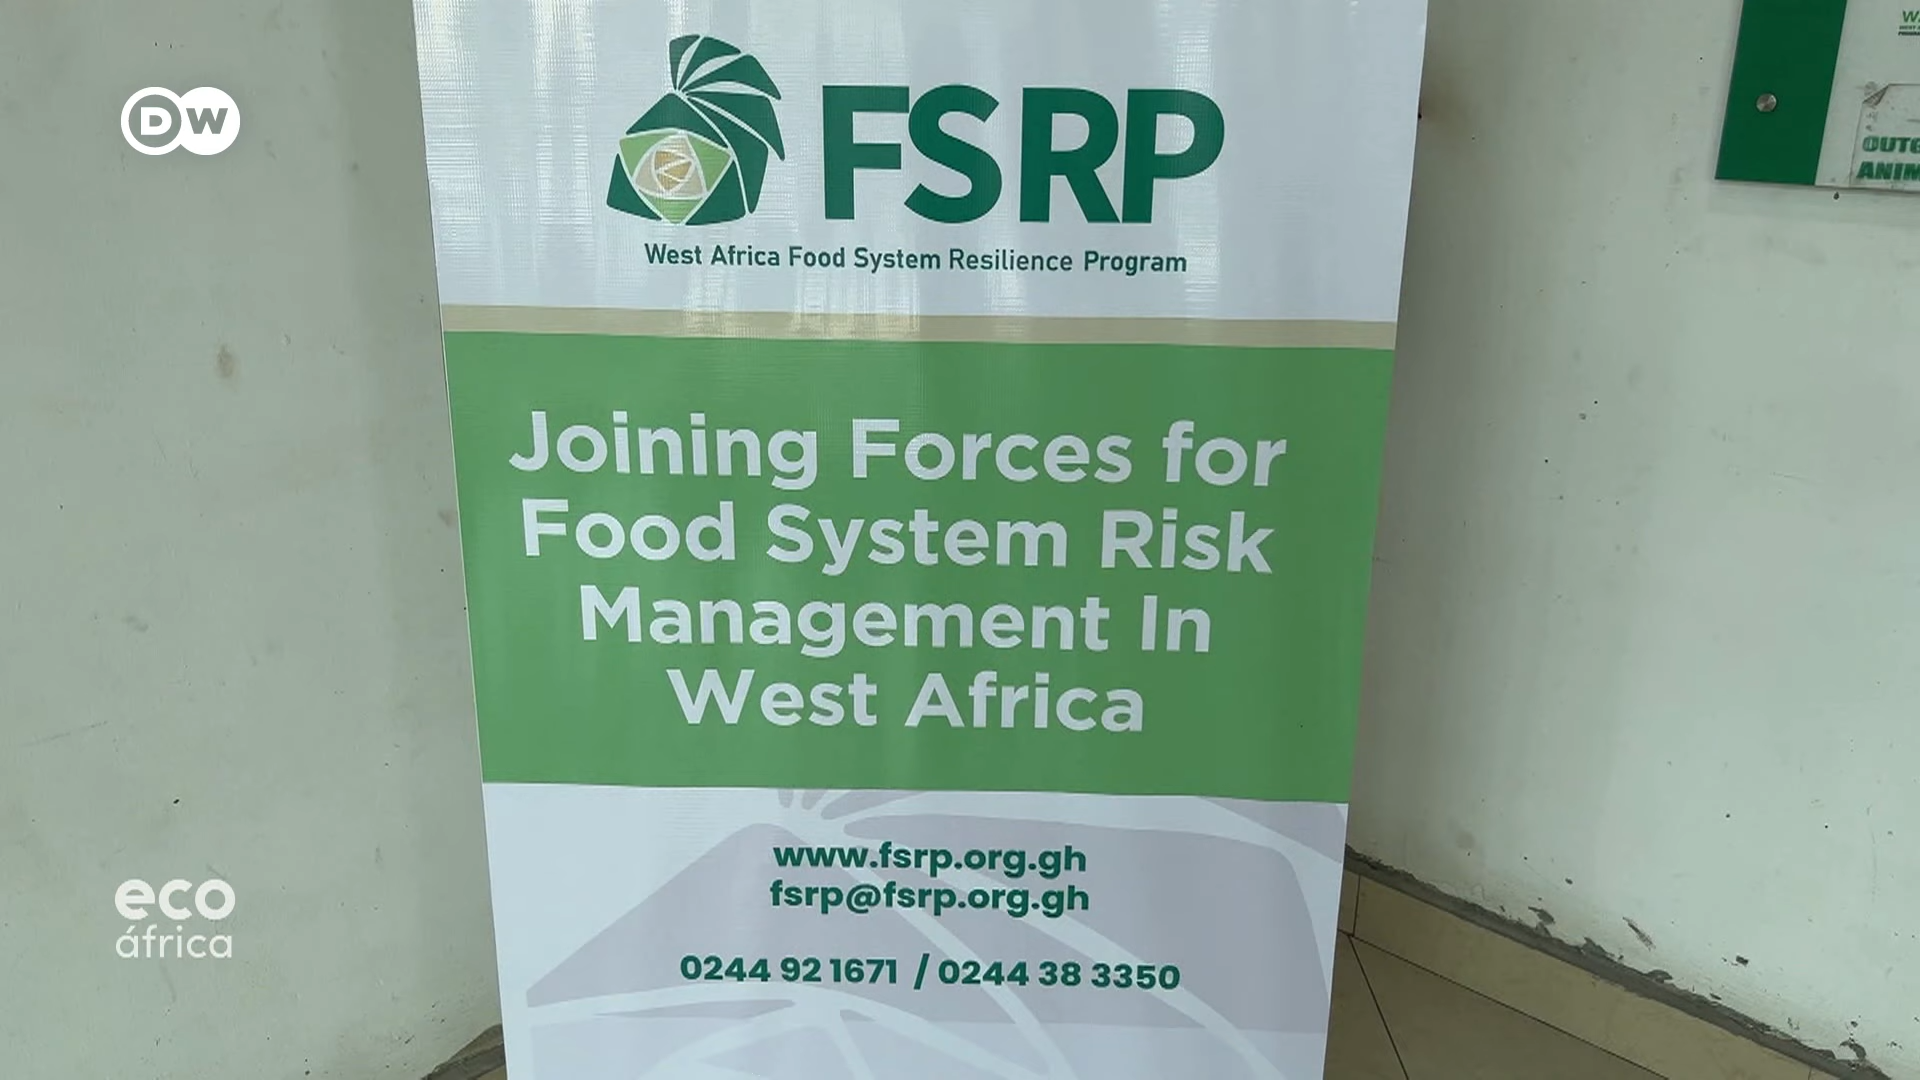 DW
FSRP
West Africa Food System Resilience Program
Joining Forces for
Food System Risk
Management In
West Africa
www.fsrp.org.gh
fsrp@fsrp.org.gh
0244 92 1671 / 0244 38 3350
eco
áfrica